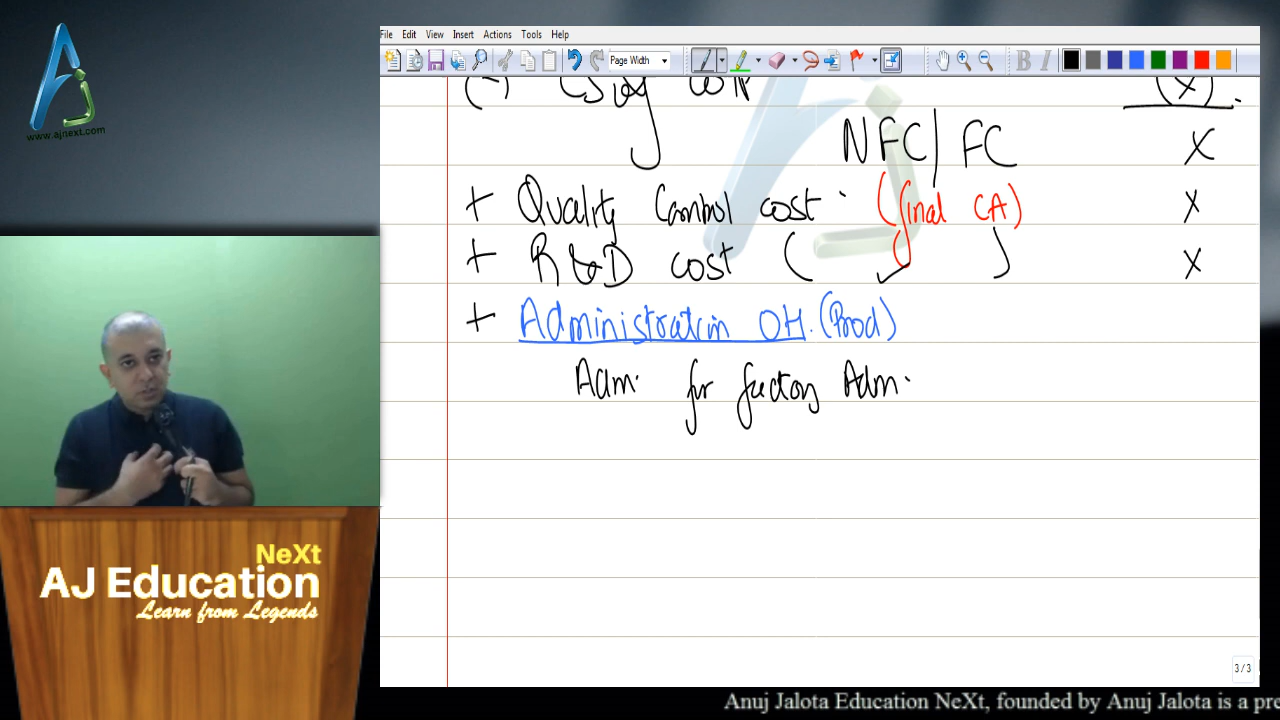 File Edit View Insert Actions Tools Help
Page Width
B I
(-) (x)
NFC | FC X
+ Quality Control cost (final CA) X
+ R & D cost ( ) X
+ Administration OH. (Prod)
Adm. for factory Adm.
3/3
www.ajnext.com
NeXt
AJ Education
Learn from Legends
Anuj Jalota Education NeXt, founded by Anuj Jalota is a pro